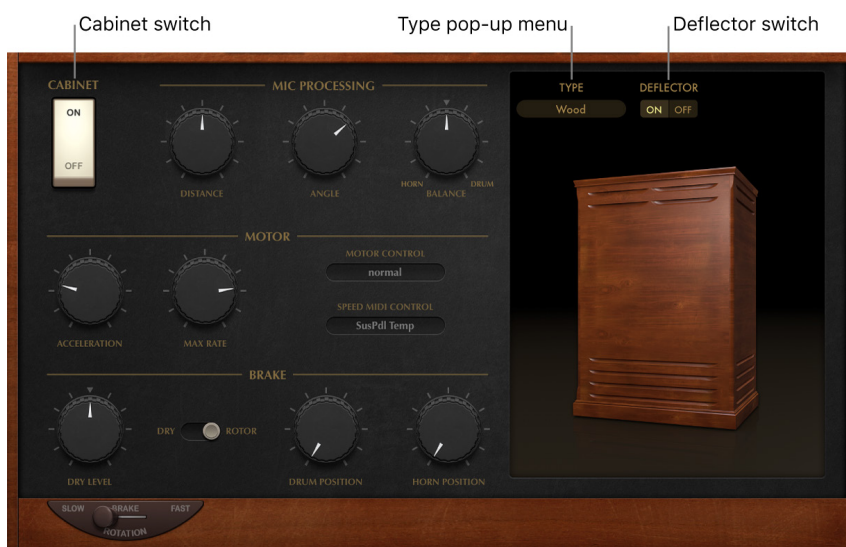 Cabinet switch
Type pop-up menu
Deflector switch
CABINET
ON
OFF
MIC PROCESSING
DISTANCE
ANGLE
HORN
DRUM
BALANCE
TYPE
Wood
DEFLECTOR
ON OFF
MOTOR
ACCELERATION
MAX RATE
MOTOR CONTROL
normal
SPEED MIDI CONTROL
SusPdl Temp
BRAKE
DRY LEVEL
DRY
ROTOR
DRUM POSITION
HORN POSITION
SLOW
BRAKE
FAST
ROTATION